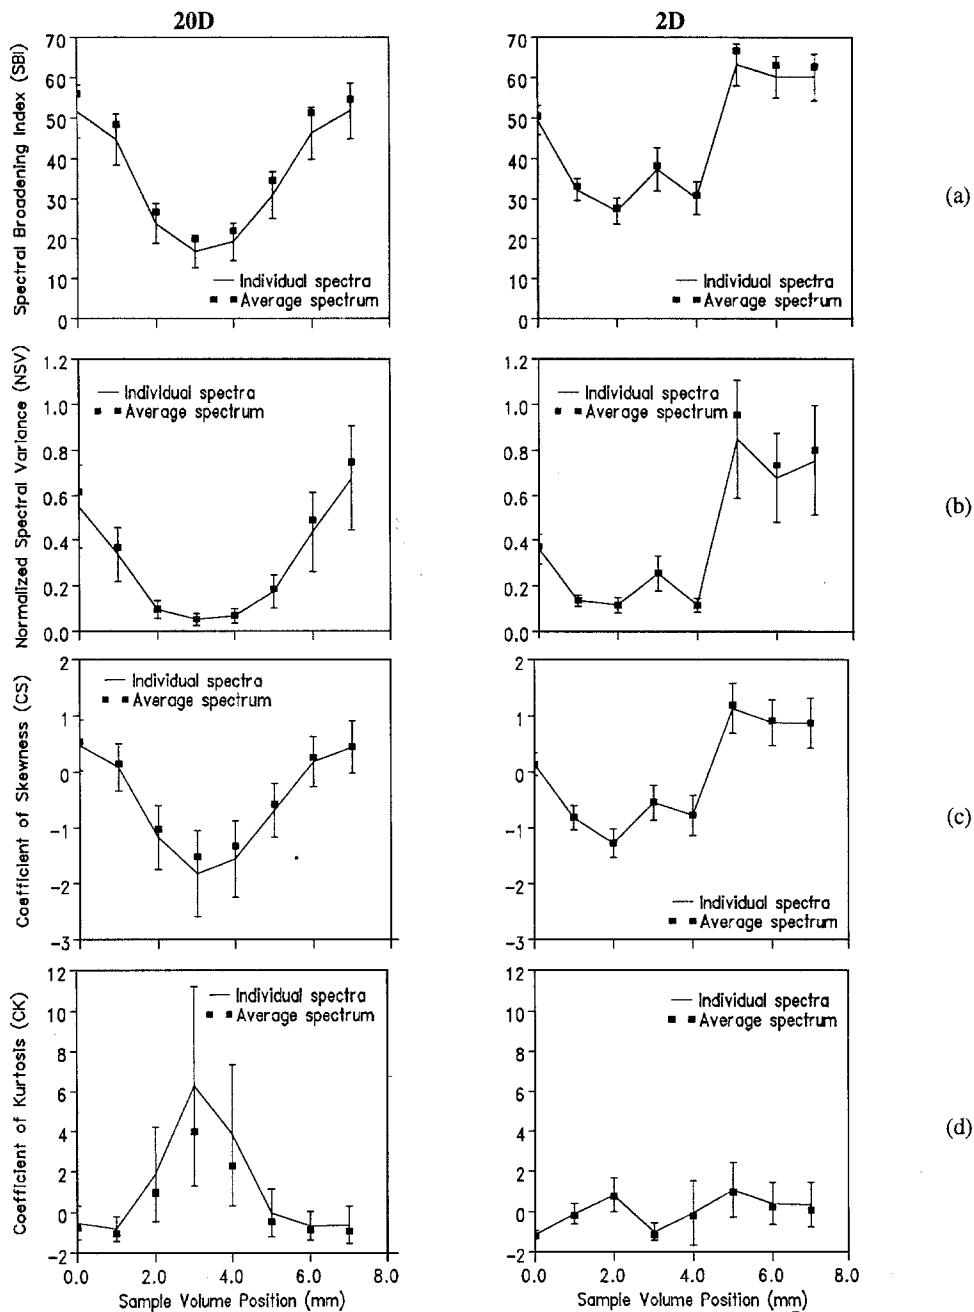 20D
2D
Spectral Broadening Index (SBI)
70
60
50
40
30
20
10
0
Individual spectra
Average spectrum
70
60
50
40
30
20
10
0
Individual spectra
Average spectrum
(a)
Normalized Spectral Variance (NSV)
1.2
1.0
0.8
0.6
0.4
0.2
0.0
Individual spectra
Average spectrum
1.2
1.0
0.8
0.6
0.4
0.2
0.0
Individual spectra
Average spectrum
(b)
Coefficient of Skewness (CS)
2
1
0
-1
-2
-3
Individual spectra
Average spectrum
2
1
0
-1
-2
-3
Individual spectra
Average spectrum
(c)
Coefficient of Kurtosis (CK)
12
10
8
6
4
2
0
-2
Individual spectra
Average spectrum
12
10
8
6
4
2
0
-2
Individual spectra
Average spectrum
(d)
0.0 2.0 4.0 6.0 8.0
Sample Volume Position (mm)
0.0 2.0 4.0 6.0 8.0
Sample Volume Position (mm)